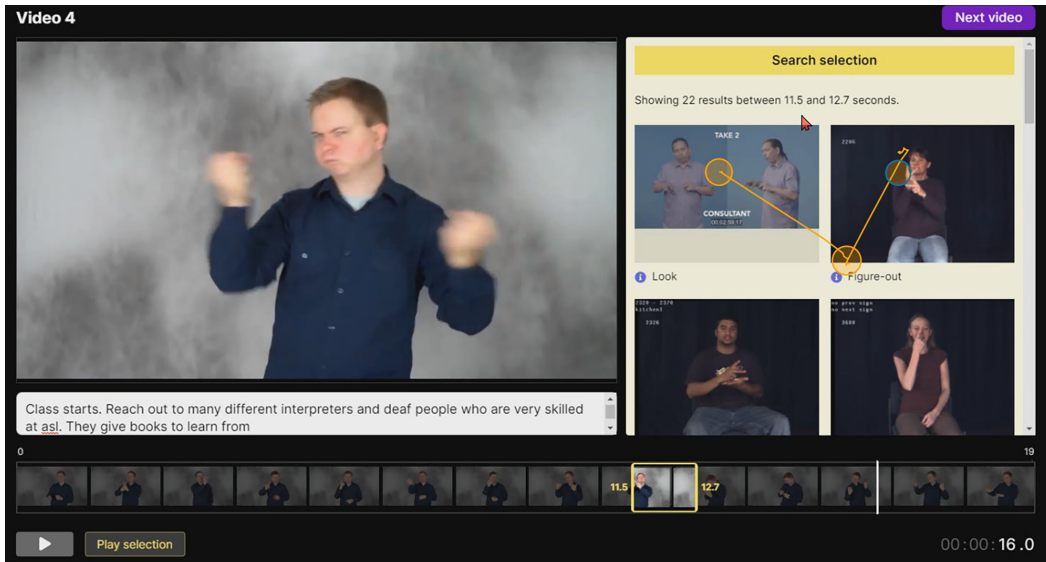 Video 4
Next video
Search selection
Showing 22 results between 11.5 and 12.7 seconds.
TAKE 2
CONSULTANT
2205
Look
Figure-out
2326
no prev sign
no next sign
3680
Class starts. Reach out to many different interpreters and deaf people who are very skilled
at asl. They give books to learn from
0
19
11.5
12.7
Play selection
00:00:16.0